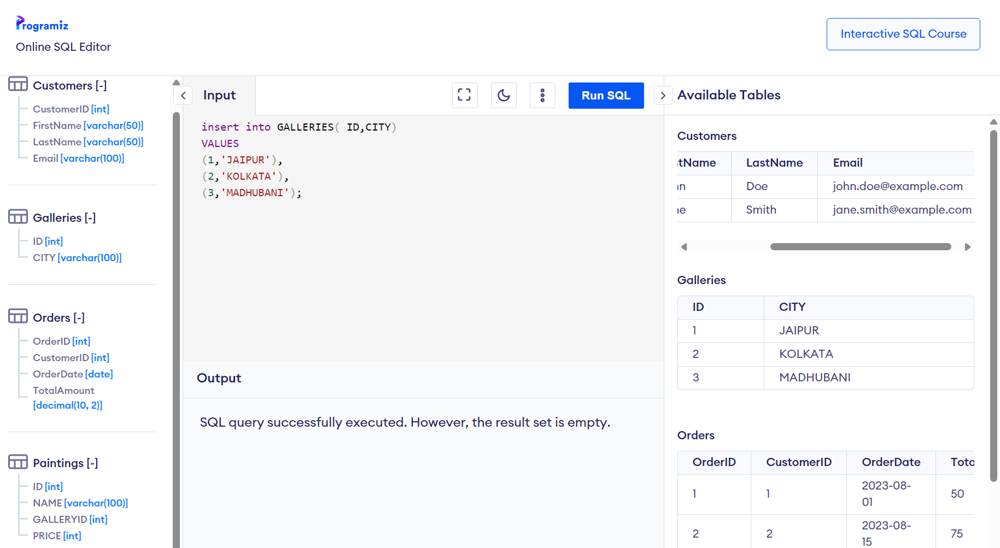 Programiz
Online SQL Editor
Interactive SQL Course
Customers [-]
CustomerID [int]
FirstName [varchar(50)]
LastName [varchar(50)]
Email [varchar(100)]
Galleries [-]
ID [int]
CITY [varchar(100)]
Orders [-]
OrderID [int]
CustomerID [int]
OrderDate [date]
TotalAmount
[decimal(10, 2)]
Paintings [-]
ID [int]
NAME [varchar(100)]
GALLERYID [int]
PRICE [int]
Input
Run SQL
insert into GALLERIES( ID,CITY)
VALUES
(1,'JAIPUR'),
(2,'KOLKATA'),
(3,'MADHUBANI');
Output
SQL query successfully executed. However, the result set is empty.
Available Tables
Customers
tName LastName Email
nn Doe john.doe@example.com
ne Smith jane.smith@example.com
Galleries
ID CITY
1 JAIPUR
2 KOLKATA
3 MADHUBANI
Orders
OrderID CustomerID OrderDate Tota
1 1 2023-08-
01 50
2 2 2023-08-
15 75